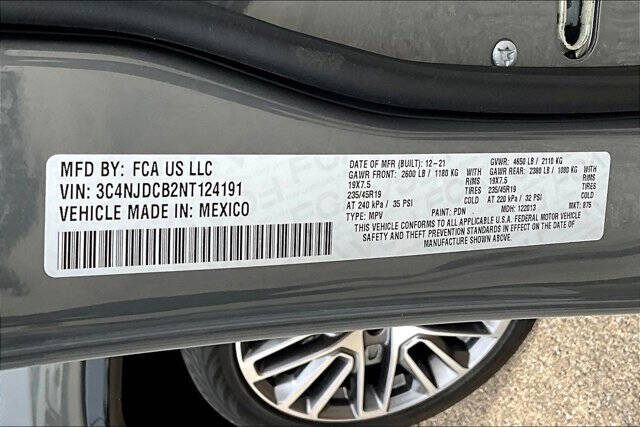 MFD BY: FCA US LLC
VIN: 3C4NJDCB2NT124191
VEHICLE MADE IN: MEXICO
DATE OF MFR (BUILT): 12-21
GVWR: 4650 LB / 2110 KG
GAWR FRONT: 2600 LB / 1180 KG
GAWR REAR: 2380 LB / 1080 KG
19X7.5 RIMS 19X7.5 RIMS
235/45R19 TIRES 235/45R19 TIRES
AT 240 kPa / 35 PSI COLD AT 220 kPa / 32 PSI COLD
TYPE: MPV PAINT: PDN MDH: 122013 MXT: 875
THIS VEHICLE CONFORMS TO ALL APPLICABLE U.S.A. FEDERAL MOTOR VEHICLE
SAFETY AND THEFT PREVENTION STANDARDS IN EFFECT ON THE DATE OF
MANUFACTURE SHOWN ABOVE.